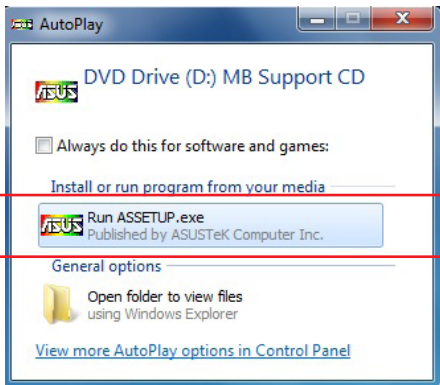 AutoPlay
DVD Drive (D:) MB Support CD
ASUS
Always do this for software and games:
Install or run program from your media
ASUS
Run ASSETUP.exe
Published by ASUSTeK Computer Inc.
General options
Open folder to view files
using Windows Explorer
View more AutoPlay options in Control Panel